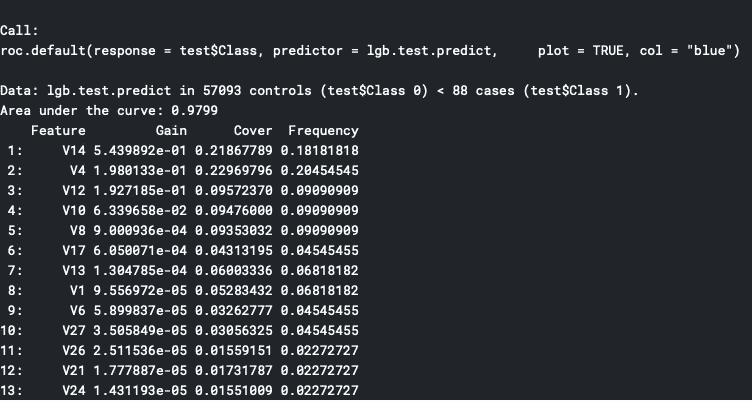 Call:
roc.default(response = test$Class, predictor = lgb.test.predict,     plot = TRUE, col = "blue")
Data: lgb.test.predict in 57093 controls (test$Class 0) < 88 cases (test$Class 1).
Area under the curve: 0.9799
Feature Gain Cover Frequency
1: V14 5.439892e-01 0.21867789 0.18181818
2: V4 1.980133e-01 0.22969796 0.20454545
3: V12 1.927185e-01 0.09572370 0.09090909
4: V10 6.339658e-02 0.09476000 0.09090909
5: V8 9.000936e-04 0.09353032 0.09090909
6: V17 6.050071e-04 0.04313195 0.04545455
7: V13 1.304785e-04 0.06003336 0.06818182
8: V1 9.556972e-05 0.05283432 0.06818182
9: V6 5.899837e-05 0.03262777 0.04545455
10: V27 3.505849e-05 0.03056325 0.04545455
11: V26 2.511536e-05 0.01559151 0.02272727
12: V21 1.777887e-05 0.01731787 0.02272727
13: V24 1.431193e-05 0.01551009 0.02272727